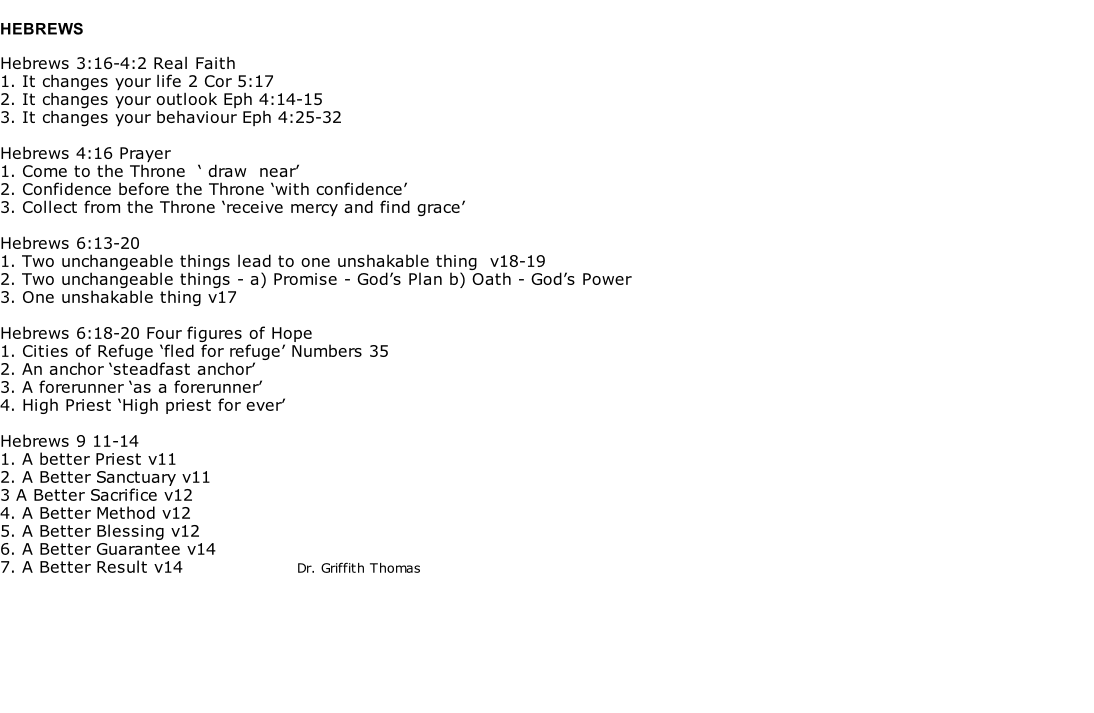 HEBREWS
Hebrews 3:16-4:2 Real Faith
1. It changes your life 2 Cor 5:17
2. It changes your outlook Eph 4:14-15
3. It changes your behaviour Eph 4:25-32
Hebrews 4:16 Prayer
1. Come to the Throne  ‘ draw  near’
2. Confidence before the Throne ‘with confidence’
3. Collect from the Throne ‘receive mercy and find grace’
Hebrews 6:13-20
1. Two unchangeable things lead to one unshakable thing  v18-19
2. Two unchangeable things - a) Promise - God’s Plan b) Oath - God’s Power
3. One unshakable thing v17
Hebrews 6:18-20 Four figures of Hope
1. Cities of Refuge ‘fled for refuge’ Numbers 35
2. An anchor ‘steadfast anchor’
3. A forerunner ‘as a forerunner’
4. High Priest ‘High priest for ever’
Hebrews 9 11-14
1. A better Priest v11
2. A Better Sanctuary v11
3 A Better Sacrifice v12
4. A Better Method v12
5. A Better Blessing v12
6. A Better Guarantee v14
7. A Better Result v14 Dr. Griffith Thomas